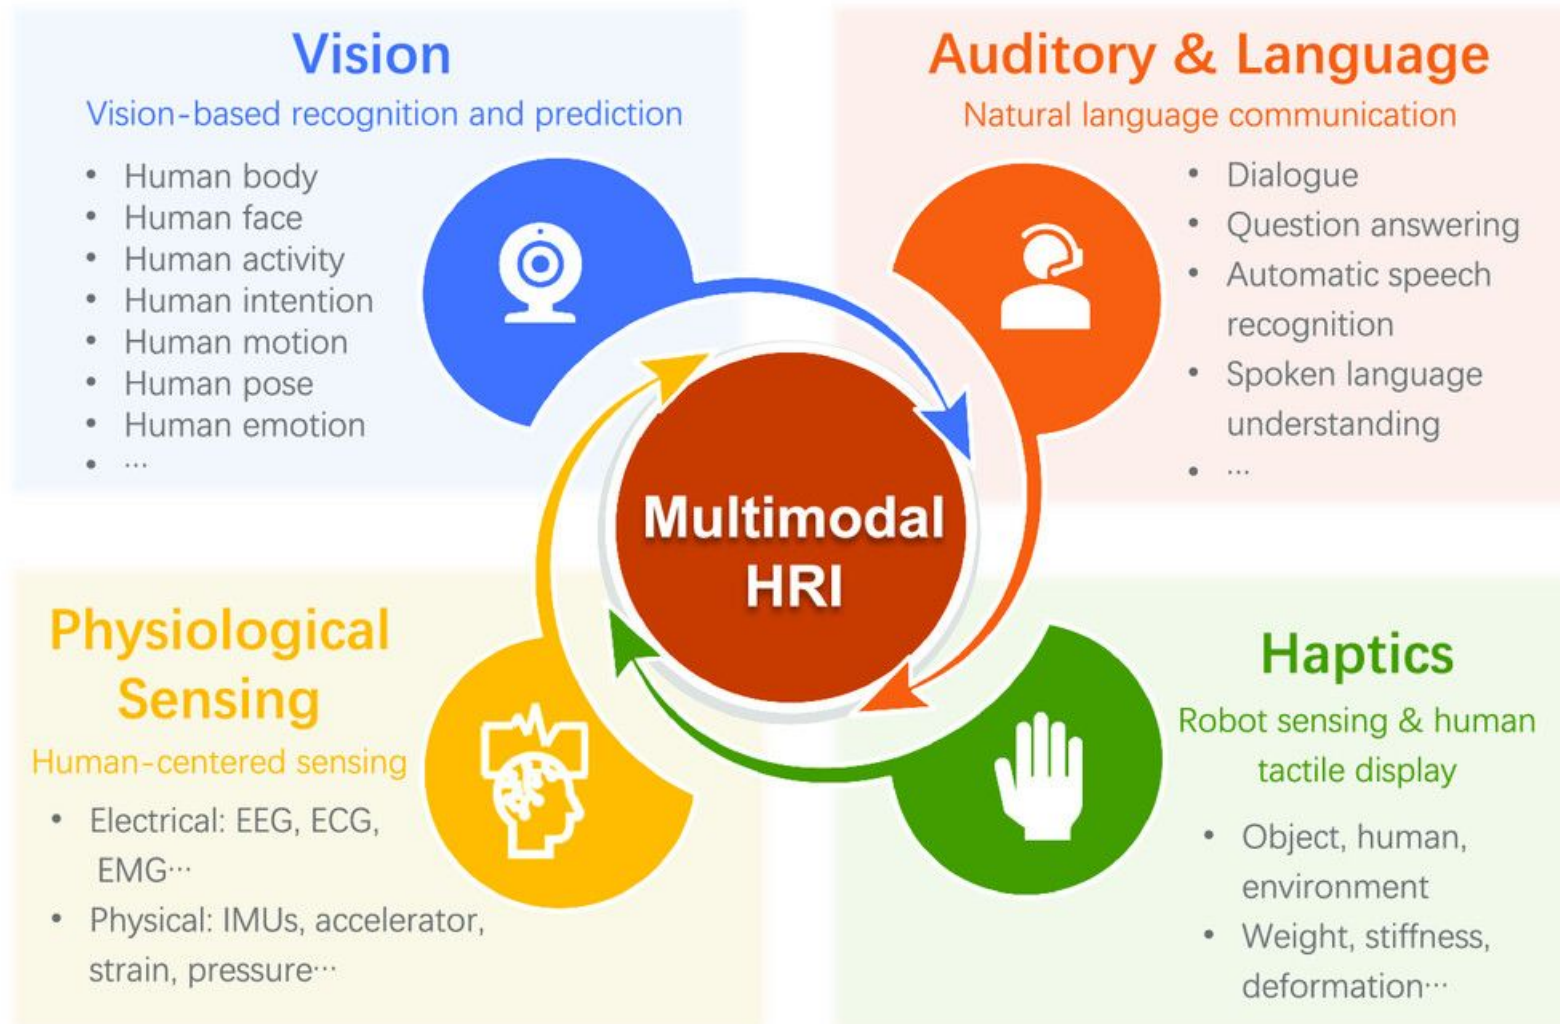 Vision
Vision-based recognition and prediction
• Human body
• Human face
• Human activity
• Human intention
• Human motion
• Human pose
• Human emotion
• ...
Auditory & Language
Natural language communication
• Dialogue
• Question answering
• Automatic speech
recognition
• Spoken language
understanding
• ...
Multimodal
HRI
Physiological
Sensing
Human-centered sensing
• Electrical: EEG, ECG,
EMG···
• Physical: IMUs, accelerator,
strain, pressure···
Haptics
Robot sensing & human
tactile display
• Object, human,
environment
• Weight, stiffness,
deformation···